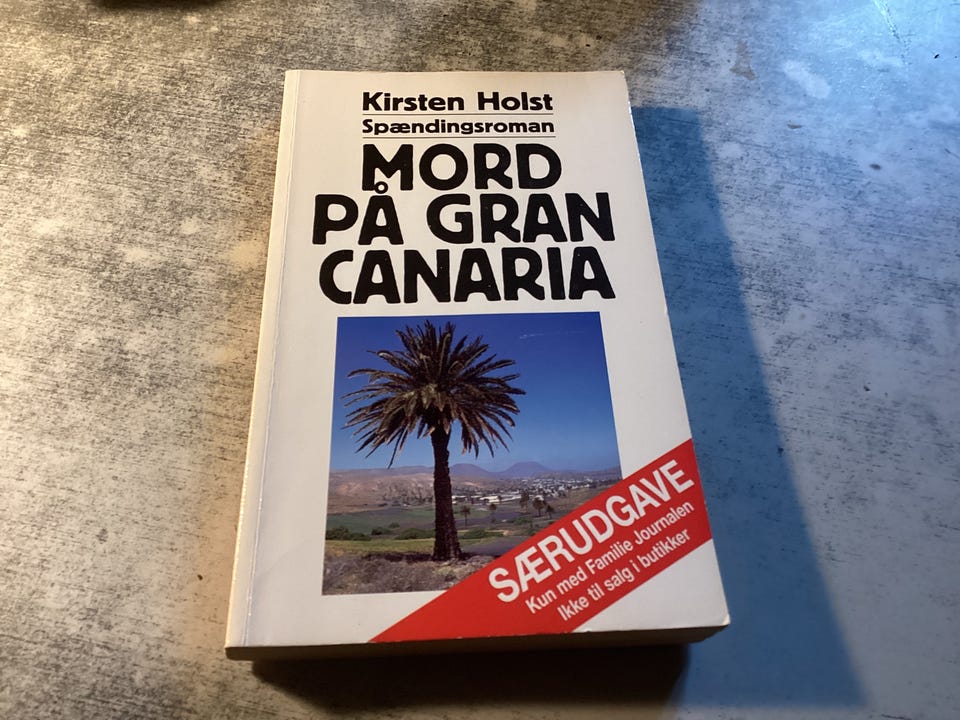 Kirsten Holst
Spændingsroman
MORD
PÅ GRAN
CANARIA
SÆRUDGAVE
Kun med Familie Journalen
Ikke til salg i butikker